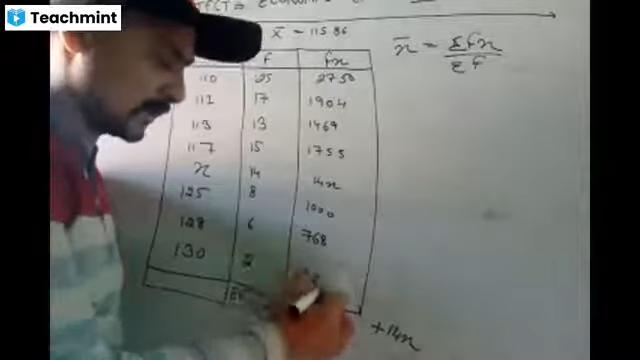 Teachmint
x̄ = 115.86
f fx
x̄ = Σfx / Σf
110 25 2750
112 17 1904
113 13 1469
117 15 1755
x 14 14x
125 8 1000
128 6 768
130 2
+14x